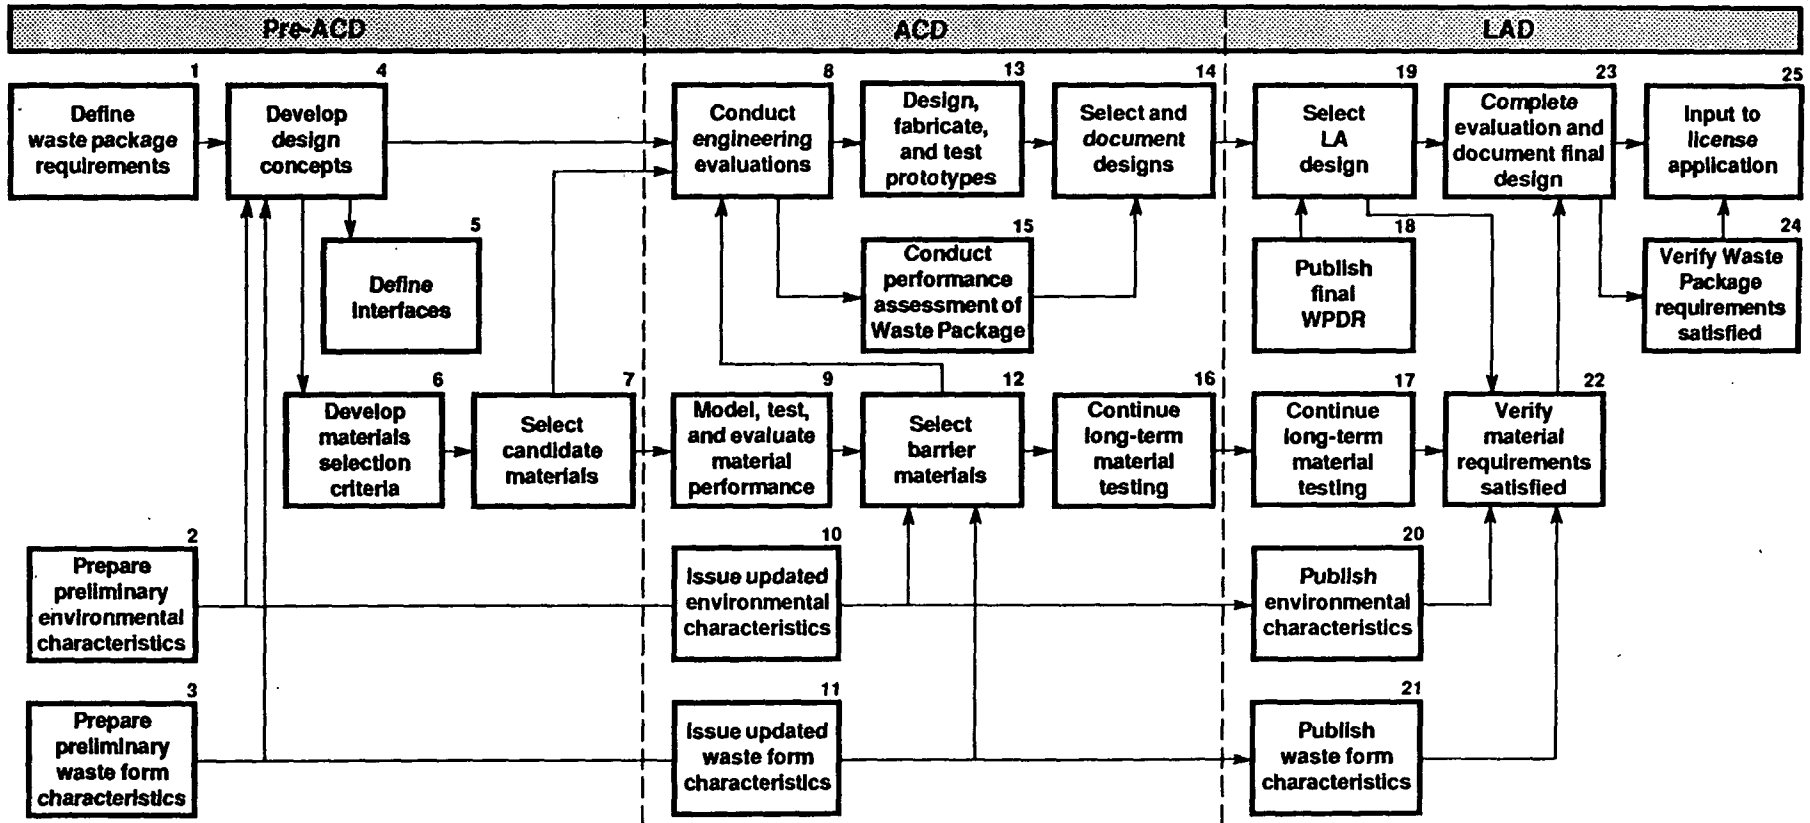 Pre-ACD
ACD
LAD
1
Define
waste package
requirements
4
Develop
design
concepts
8
Conduct
engineering
evaluations
13
Design,
fabricate,
and test
prototypes
14
Select and
document
designs
19
Select
LA
design
23
Complete
evaluation and
document final
design
25
Input to
license
application
5
Define
Interfaces
15
Conduct
performance
assessment of
Waste Package
18
Publish
final
WPDR
24
Verify Waste
Package
requirements
satisfied
6
Develop
materials
selection
criteria
7
Select
candidate
materials
9
Model, test,
and evaluate
material
performance
12
Select
barrier
materials
16
Continue
long-term
material
testing
17
Continue
long-term
material
testing
22
Verify
material
requirements
satisfied
2
Prepare
preliminary
environmental
characteristics
10
Issue updated
environmental
characteristics
20
Publish
environmental
characteristics
3
Prepare
preliminary
waste form
characteristics
11
Issue updated
waste form
characteristics
21
Publish
waste form
characteristics